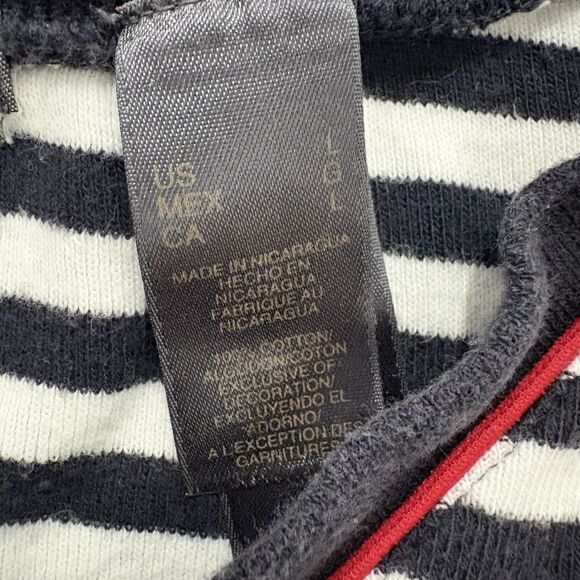 US L
MEX G
CA L
MADE IN NICARAGUA
HECHO EN
NICARAGUA
FABRIQUE AU
NICARAGUA
100% COTTON/
ALGODON/COTON
EXCLUSIVE OF
DECORATION/
EXCLUYENDO EL
ADORNO/
A L'EXCEPTION DES
GARNITURES